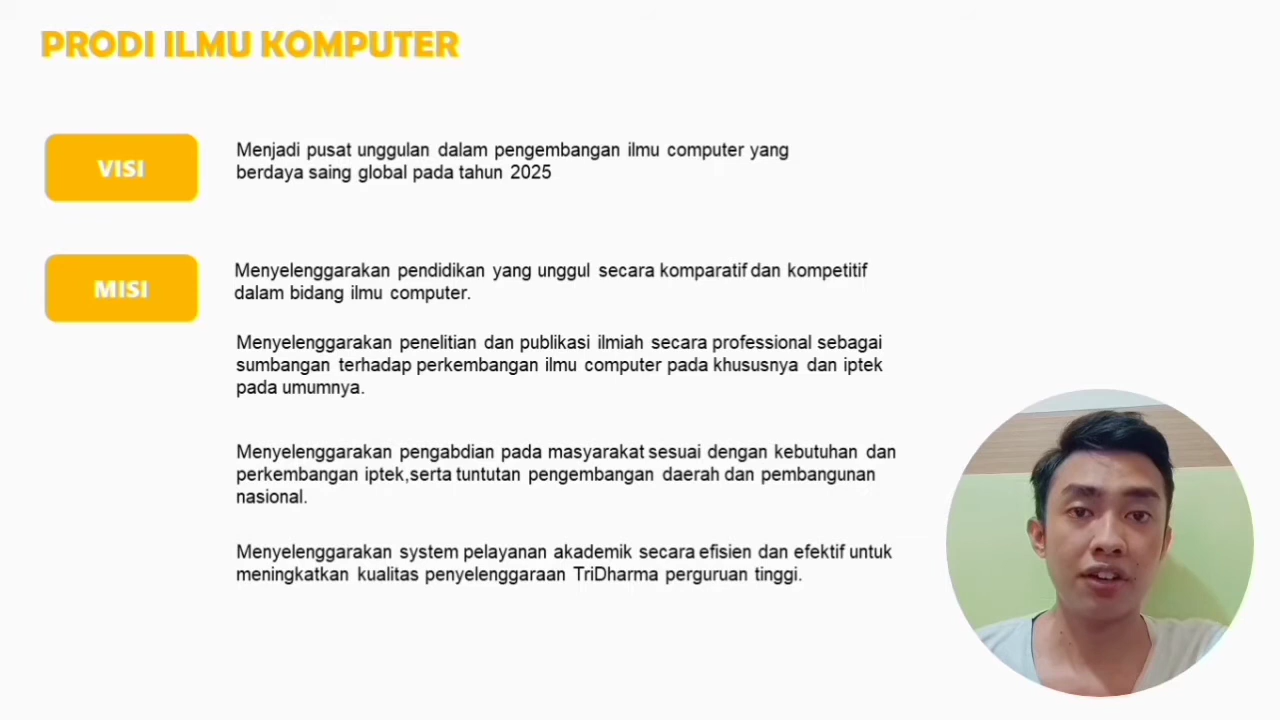 PRODI ILMU KOMPUTER
VISI
Menjadi pusat unggulan dalam pengembangan ilmu computer yang
berdaya saing global pada tahun 2025
MISI
Menyelenggarakan pendidikan yang unggul secara komparatif dan kompetitif
dalam bidang ilmu computer.
Menyelenggarakan penelitian dan publikasi ilmiah secara professional sebagai
sumbangan terhadap perkembangan ilmu computer pada khususnya dan iptek
pada umumnya.
Menyelenggarakan pengabdian pada masyarakat sesuai dengan kebutuhan dan
perkembangan iptek,serta tuntutan pengembangan daerah dan pembangunan
nasional.
Menyelenggarakan system pelayanan akademik secara efisien dan efektif untuk
meningkatkan kualitas penyelenggaraan TriDharma perguruan tinggi.